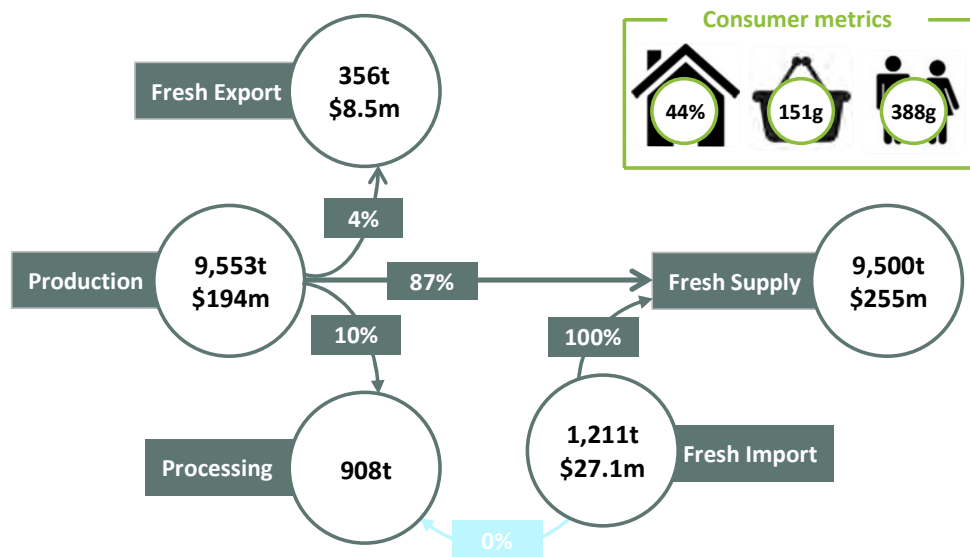 Consumer metrics
44%
151g
388g
Fresh Export
356t
$8.5m
4%
Production
9,553t
$194m
87%
Fresh Supply
9,500t
$255m
10%
100%
Processing
908t
1,211t
$27.1m
Fresh Import
0%